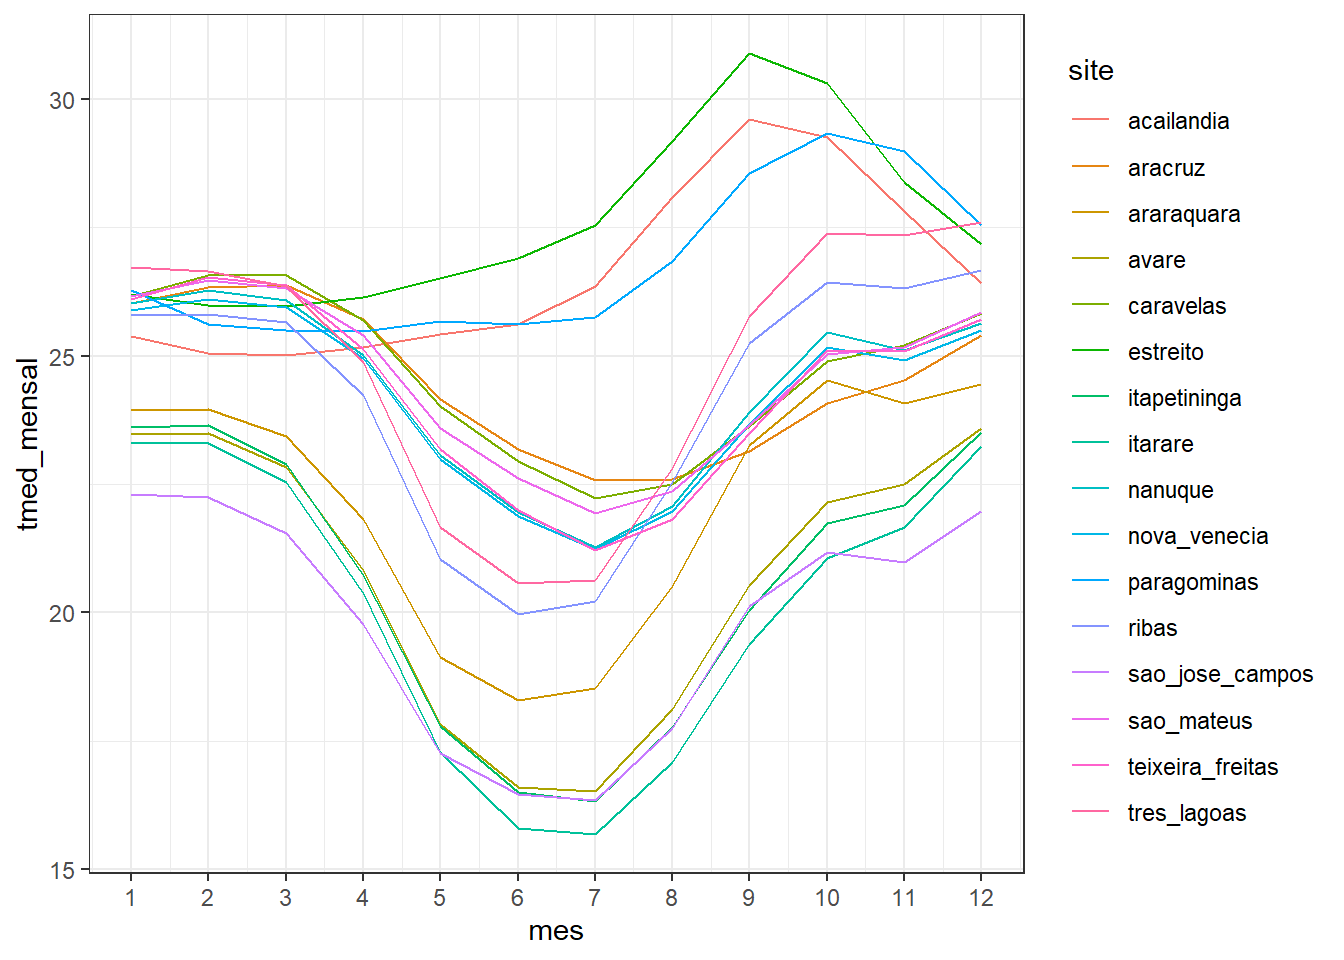 30
25
20
15
tmed_mensal
1 2 3 4 5 6 7 8 9 10 11 12
mes
site
acailandia
aracruz
araraquara
avare
caravelas
estreito
itapetininga
itarare
nanuque
nova_venecia
paragominas
ribas
sao_jose_campos
sao_mateus
teixeira_freitas
tres_lagoas